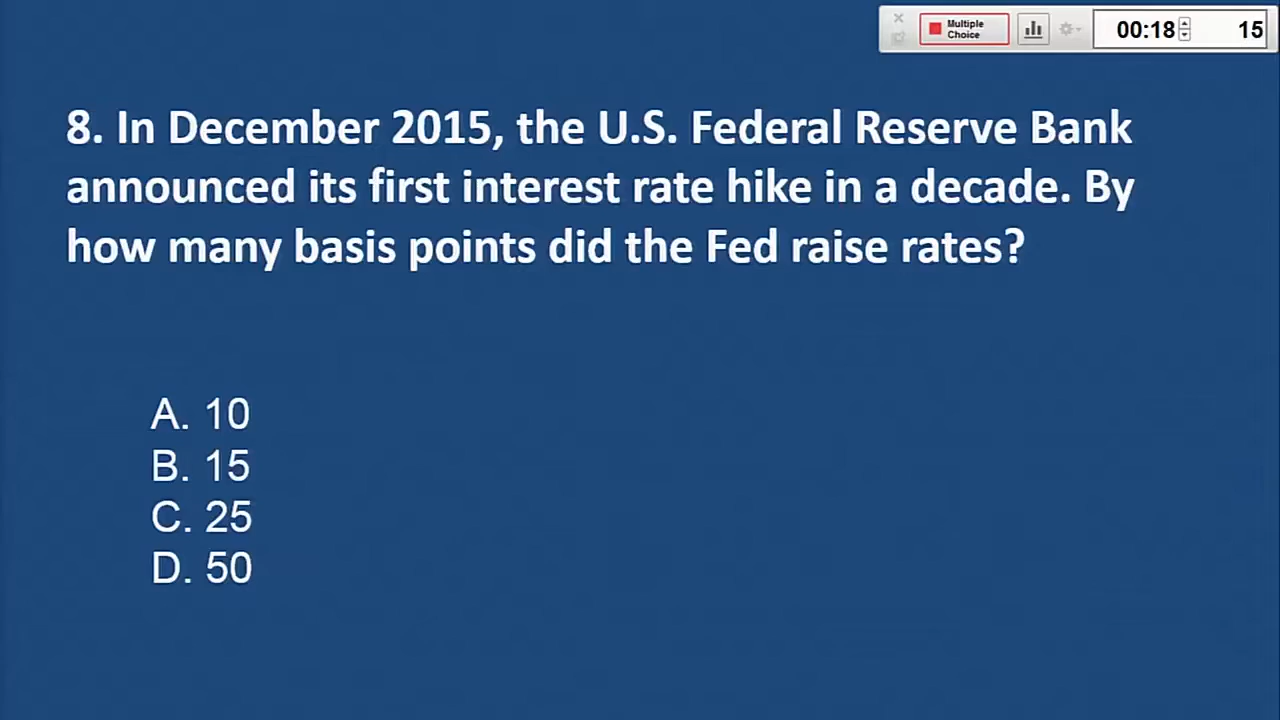 Multiple
Choice
00:18
15
8. In December 2015, the U.S. Federal Reserve Bank
announced its first interest rate hike in a decade. By
how many basis points did the Fed raise rates?
A. 10
B. 15
C. 25
D. 50